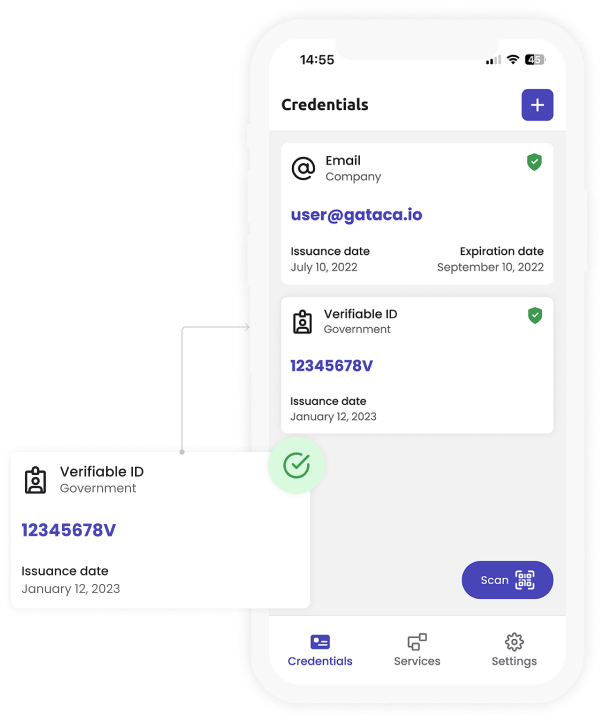 14:55
45
Credentials
Email
Company
user@gataca.io
Issuance date Expiration date
July 10, 2022 September 10, 2022
Verifiable ID
Government
12345678V
Issuance date
January 12, 2023
Verifiable ID
Government
12345678V
Issuance date
January 12, 2023
Scan
Credentials Services Settings